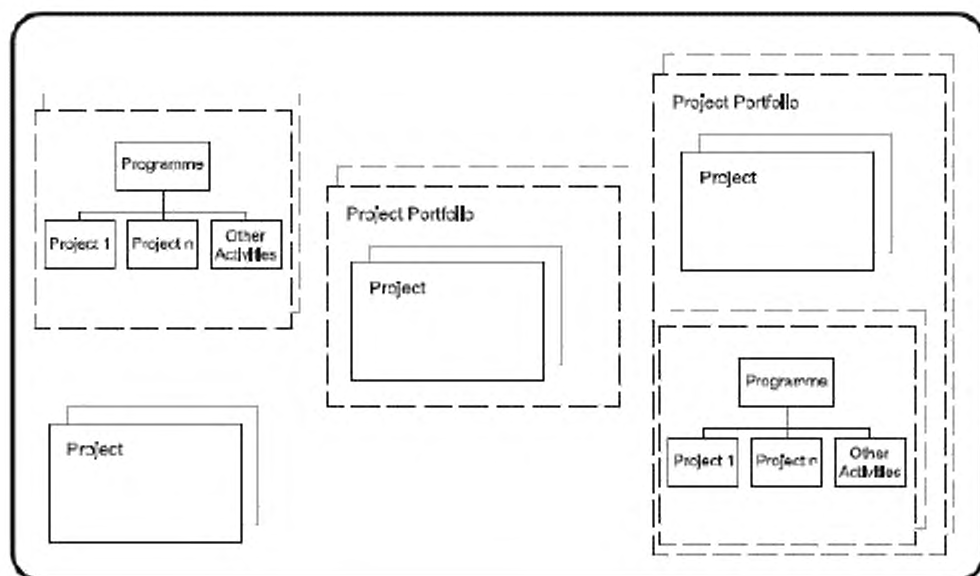 Programme
Project 1
Project n
Other
Activities
Project
Project Portfolio
Project
Project Portfolio
Project
Programme
Project 1
Project n
Other
Activities